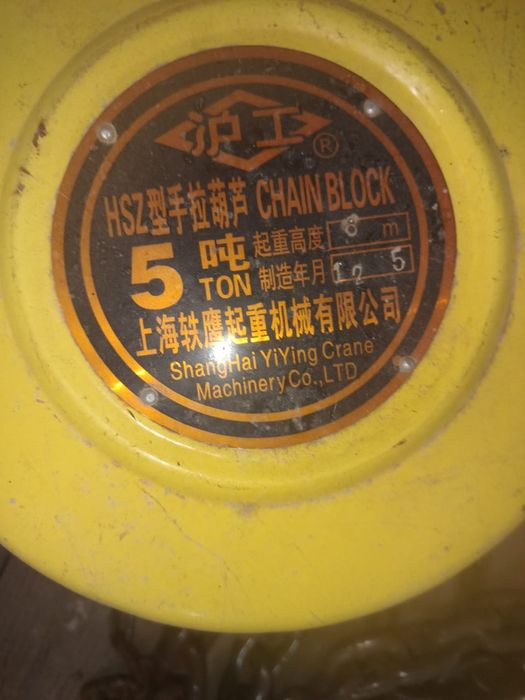 沪工®
HSZ型手拉葫芦 CHAIN BLOCK
5 吨 TON
起重高度 8 m
制造年月 12 5
上海轶鹰起重机械有限公司
ShangHai YiYing Crane
Machinery Co.,LTD